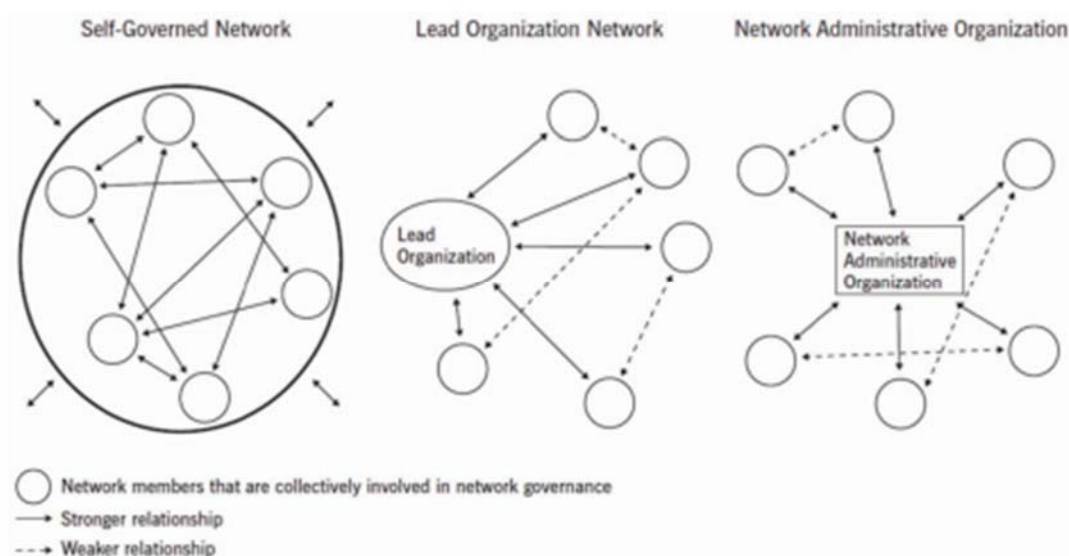 Self-Governed Network
Lead Organization Network
Network Administrative Organization
Lead
Organization
Network
Administrative
Organization
Network members that are collectively involved in network governance
Stronger relationship
Weaker relationship